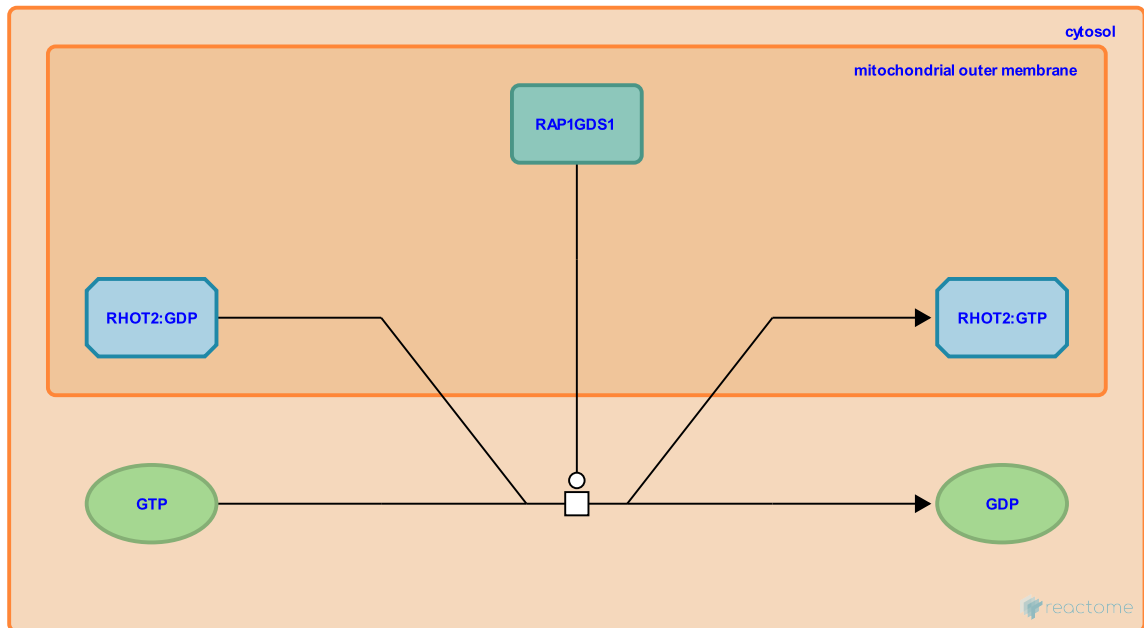 cytosol
mitochondrial outer membrane
RAP1GDS1
RHOT2:GDP
RHOT2:GTP
GTP
GDP
reactome